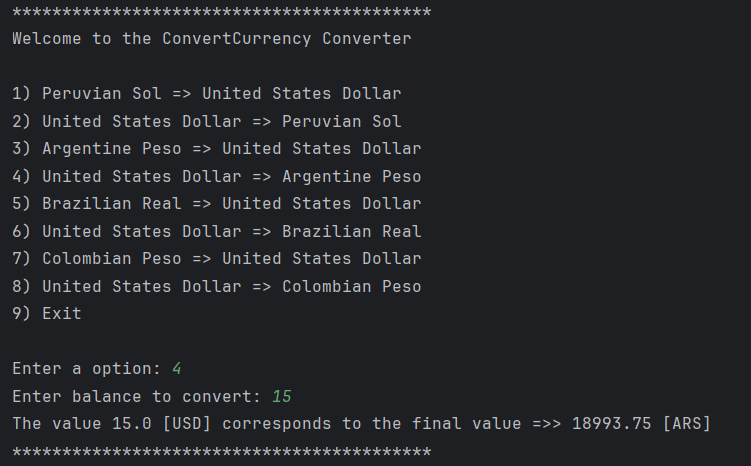 ******************************************
Welcome to the ConvertCurrency Converter
1) Peruvian Sol => United States Dollar
2) United States Dollar => Peruvian Sol
3) Argentine Peso => United States Dollar
4) United States Dollar => Argentine Peso
5) Brazilian Real => United States Dollar
6) United States Dollar => Brazilian Real
7) Colombian Peso => United States Dollar
8) United States Dollar => Colombian Peso
9) Exit
Enter a option: 4
Enter balance to convert: 15
The value 15.0 [USD] corresponds to the final value =>> 18993.75 [ARS]
******************************************